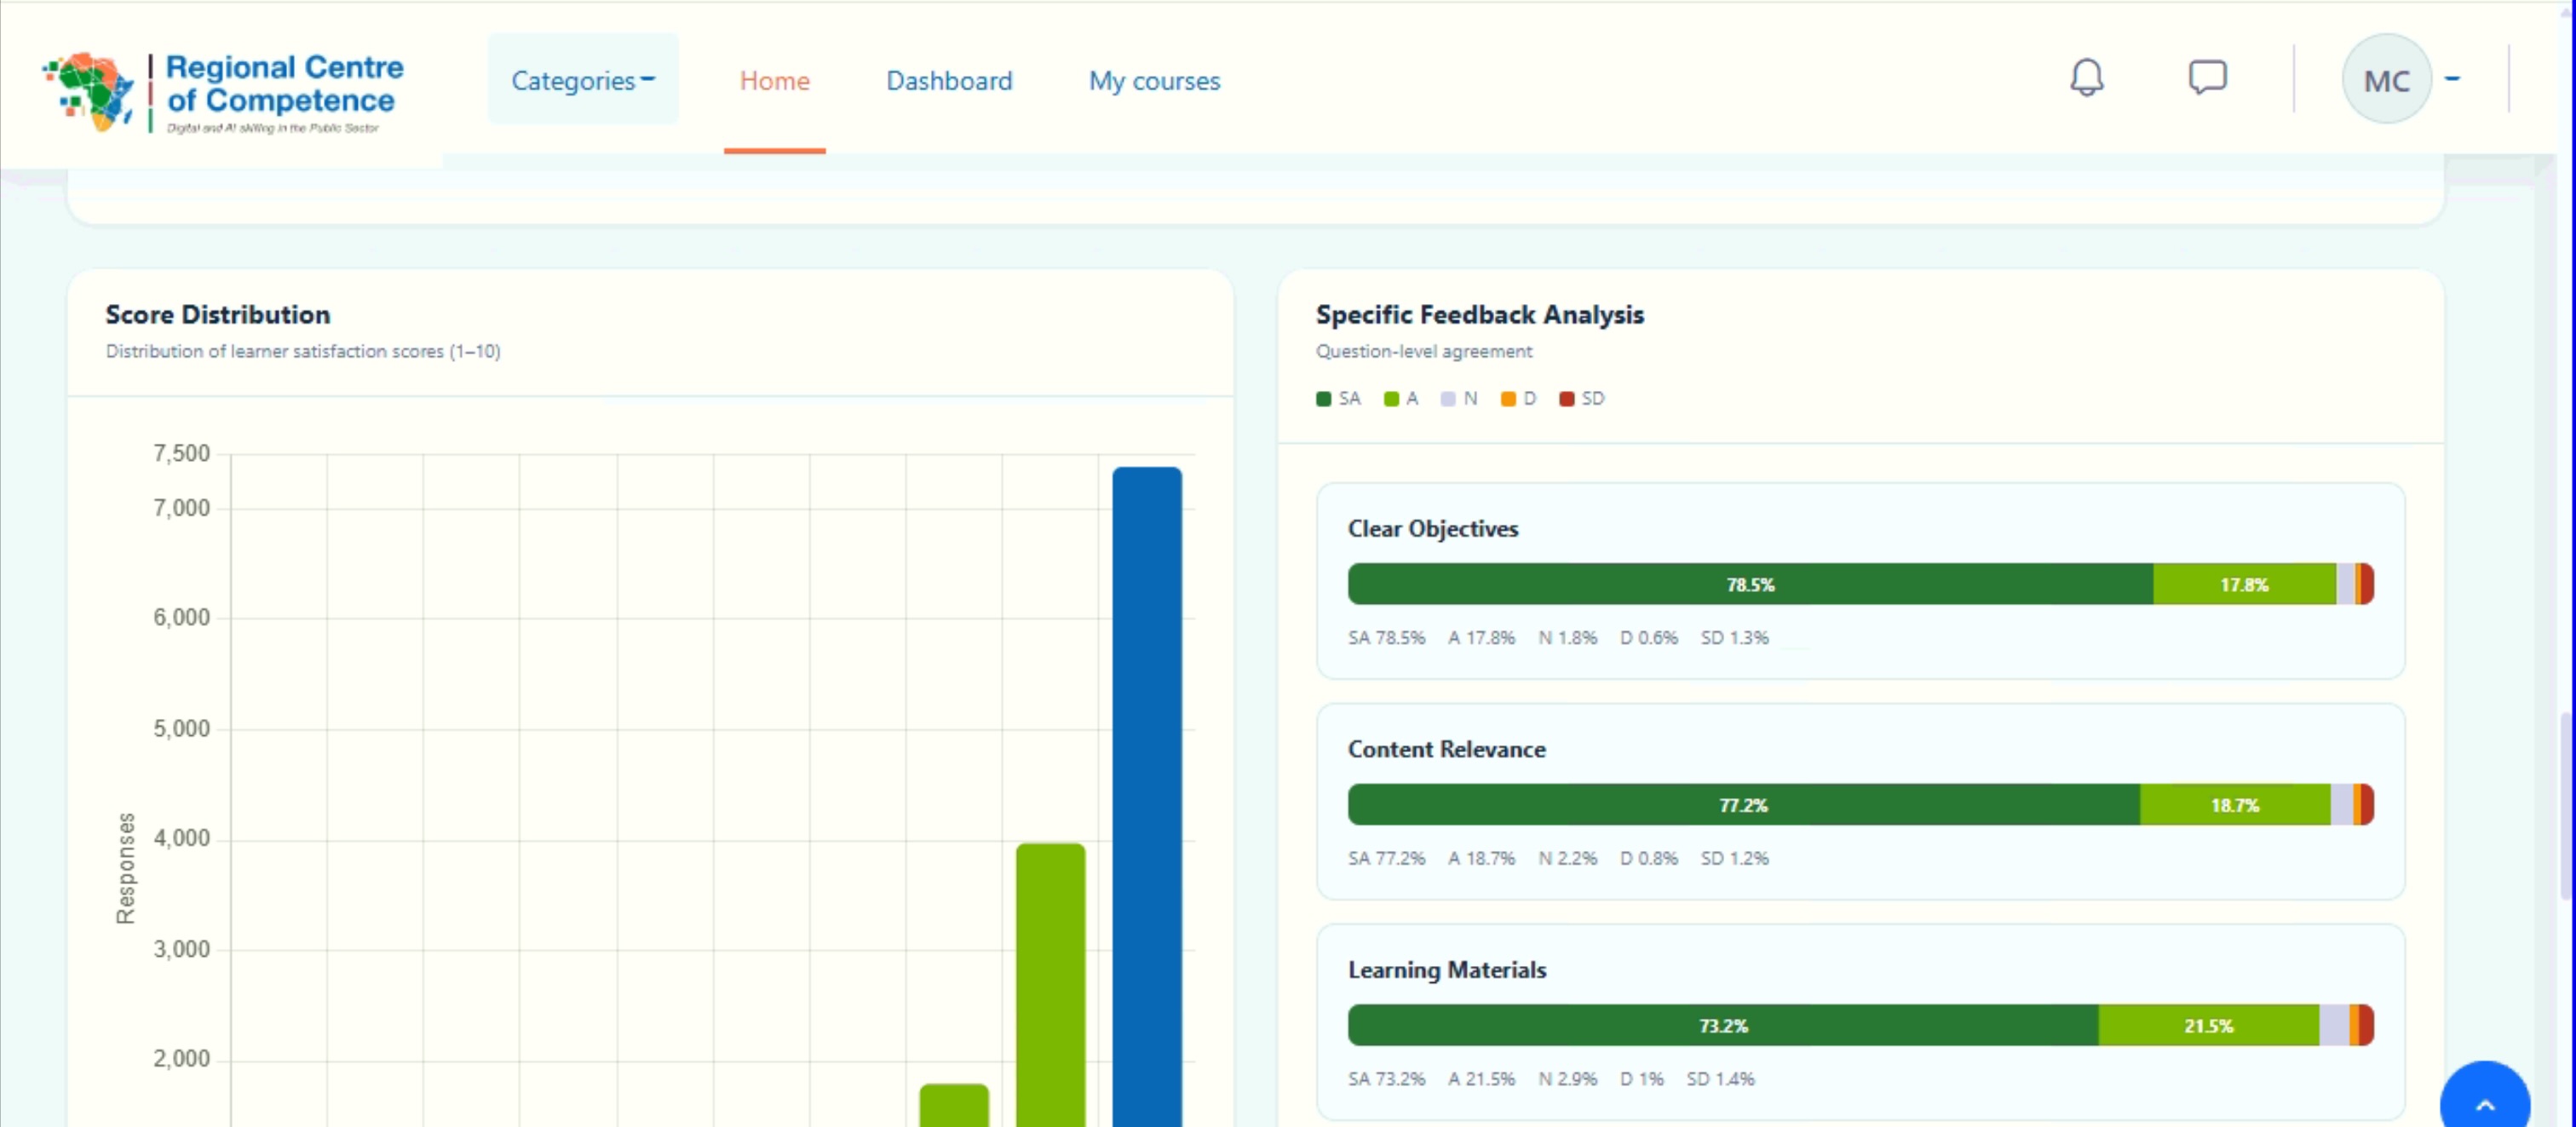 Regional Centre
of Competence
Digital and AI skilling in the Public Sector
Categories
Home
Dashboard
My courses
MC
Score Distribution
Distribution of learner satisfaction scores (1–10)
7,500
7,000
6,000
5,000
4,000
3,000
2,000
Responses
Specific Feedback Analysis
Question-level agreement
SA A N D SD
Clear Objectives
78.5% 17.8%
SA 78.5% A 17.8% N 1.8% D 0.6% SD 1.3%
Content Relevance
77.2% 18.7%
SA 77.2% A 18.7% N 2.2% D 0.8% SD 1.2%
Learning Materials
73.2% 21.5%
SA 73.2% A 21.5% N 2.9% D 1% SD 1.4%